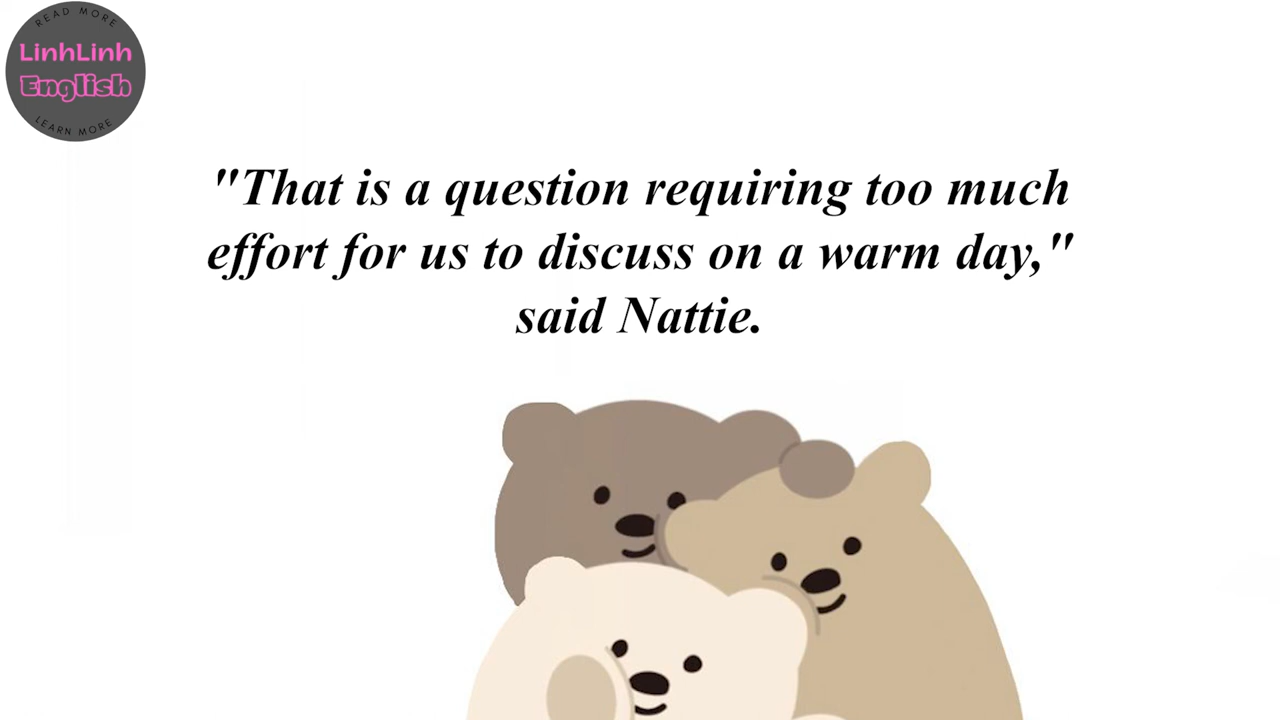 READ MORE
LinhLinh
English
LEARN MORE
"That is a question requiring too much
effort for us to discuss on a warm day,"
said Nattie.